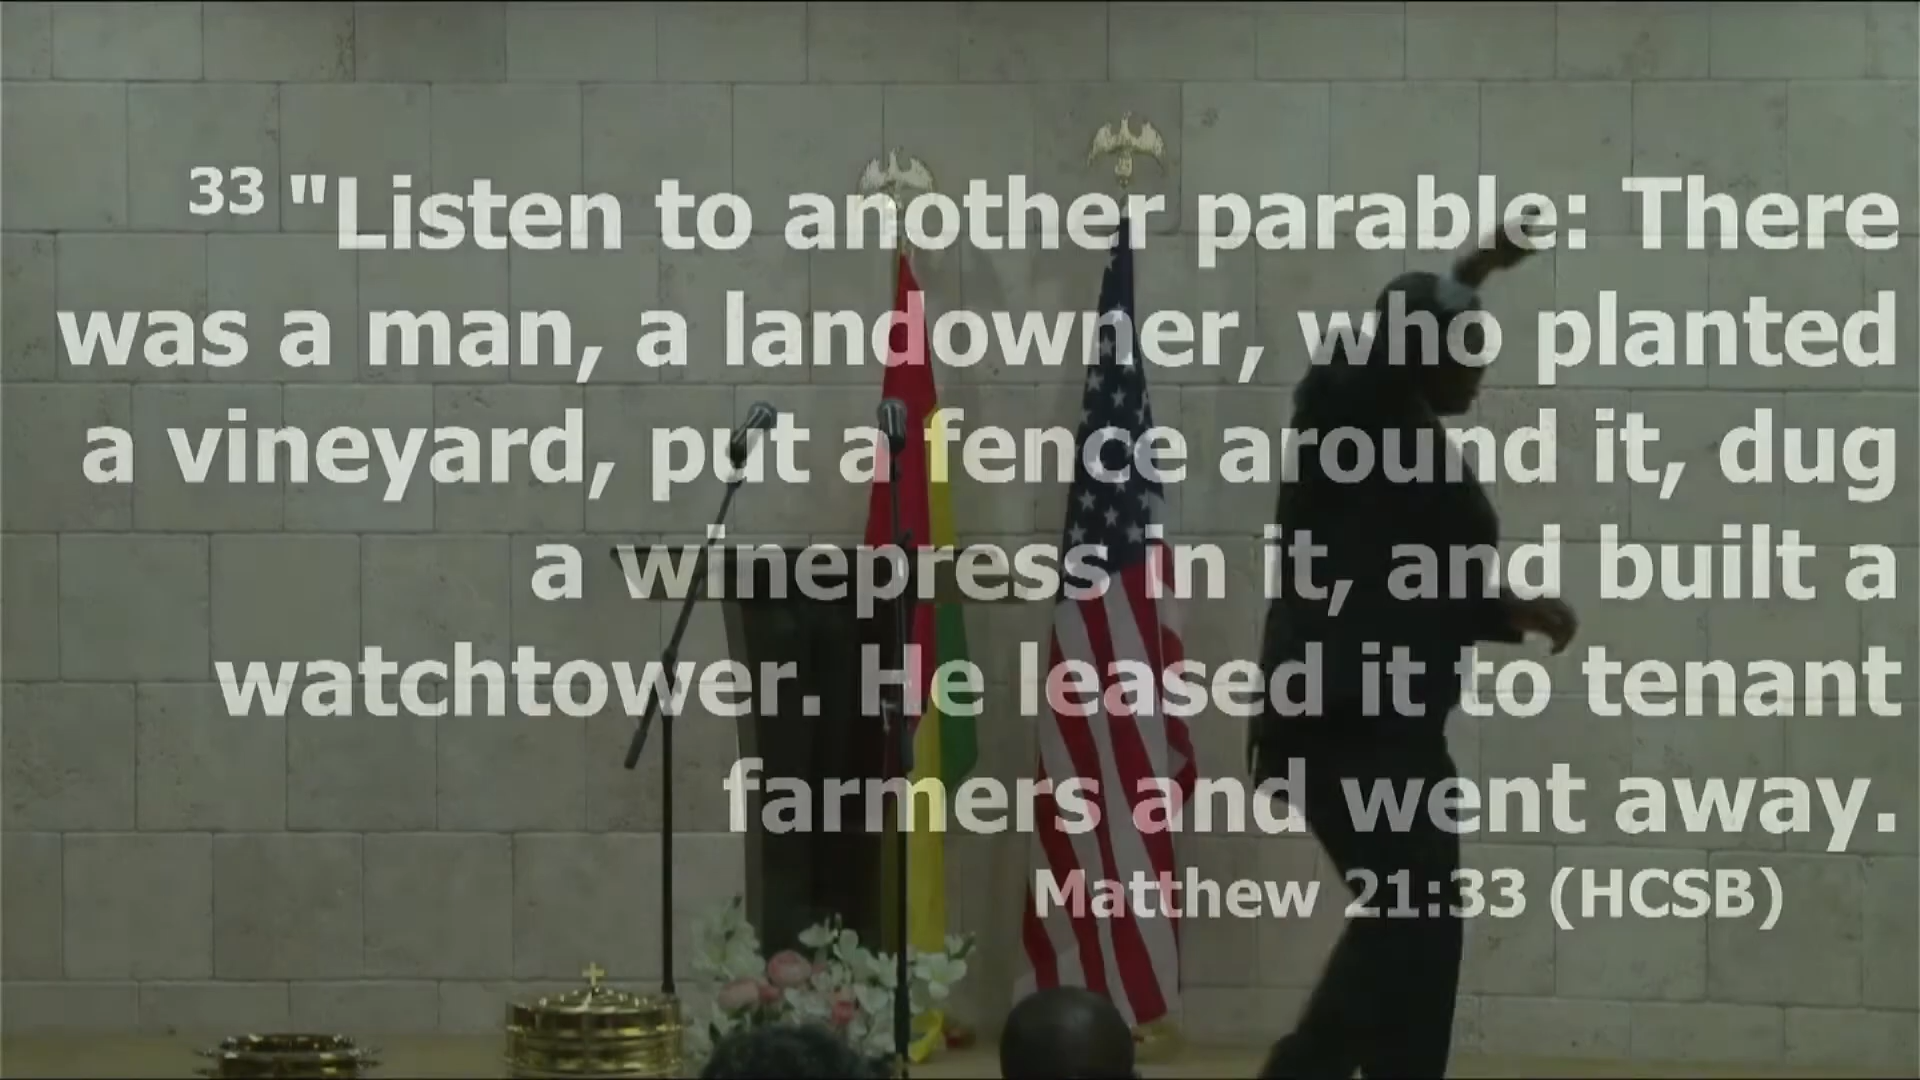 33 "Listen to another parable: There
was a man, a landowner, who planted
a vineyard, put a fence around it, dug
a winepress in it, and built a
watchtower. He leased it to tenant
farmers and went away.
Matthew 21:33 (HCSB)